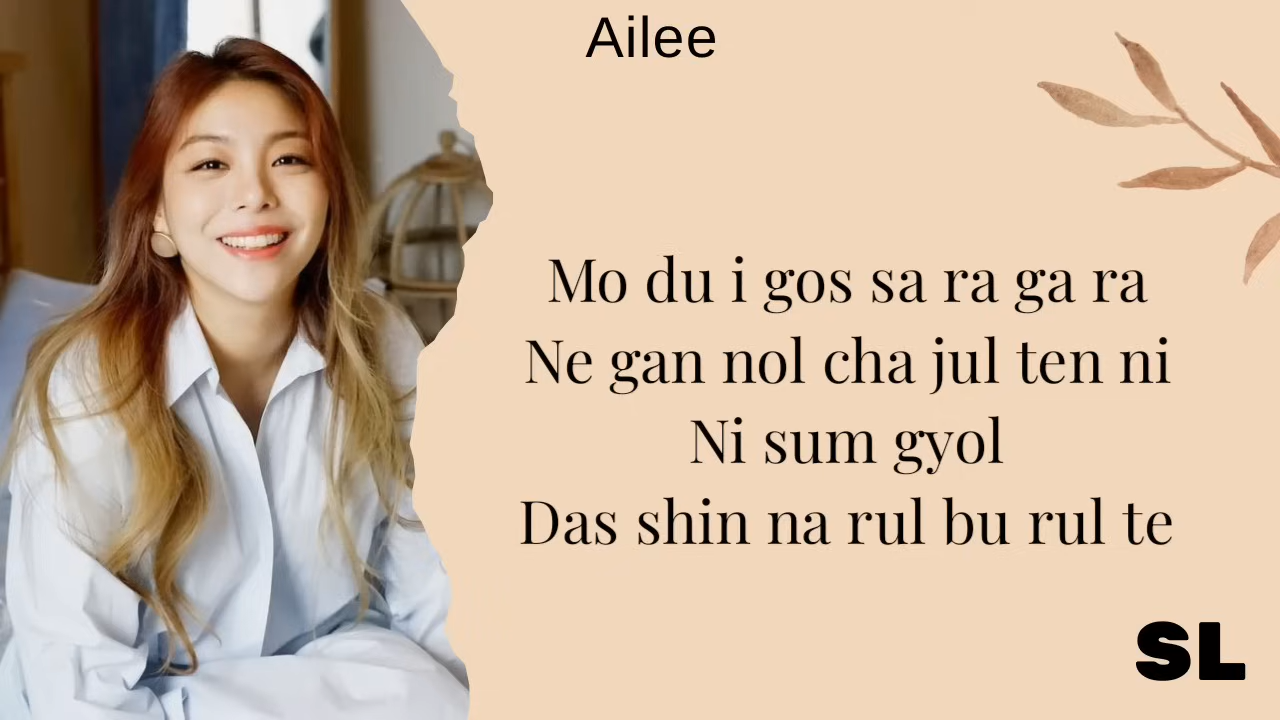 Ailee
Mo du i gos sa ra ga ra
Ne gan nol cha jul ten ni
Ni sum gyol
Das shin na rul bu rul te
SL